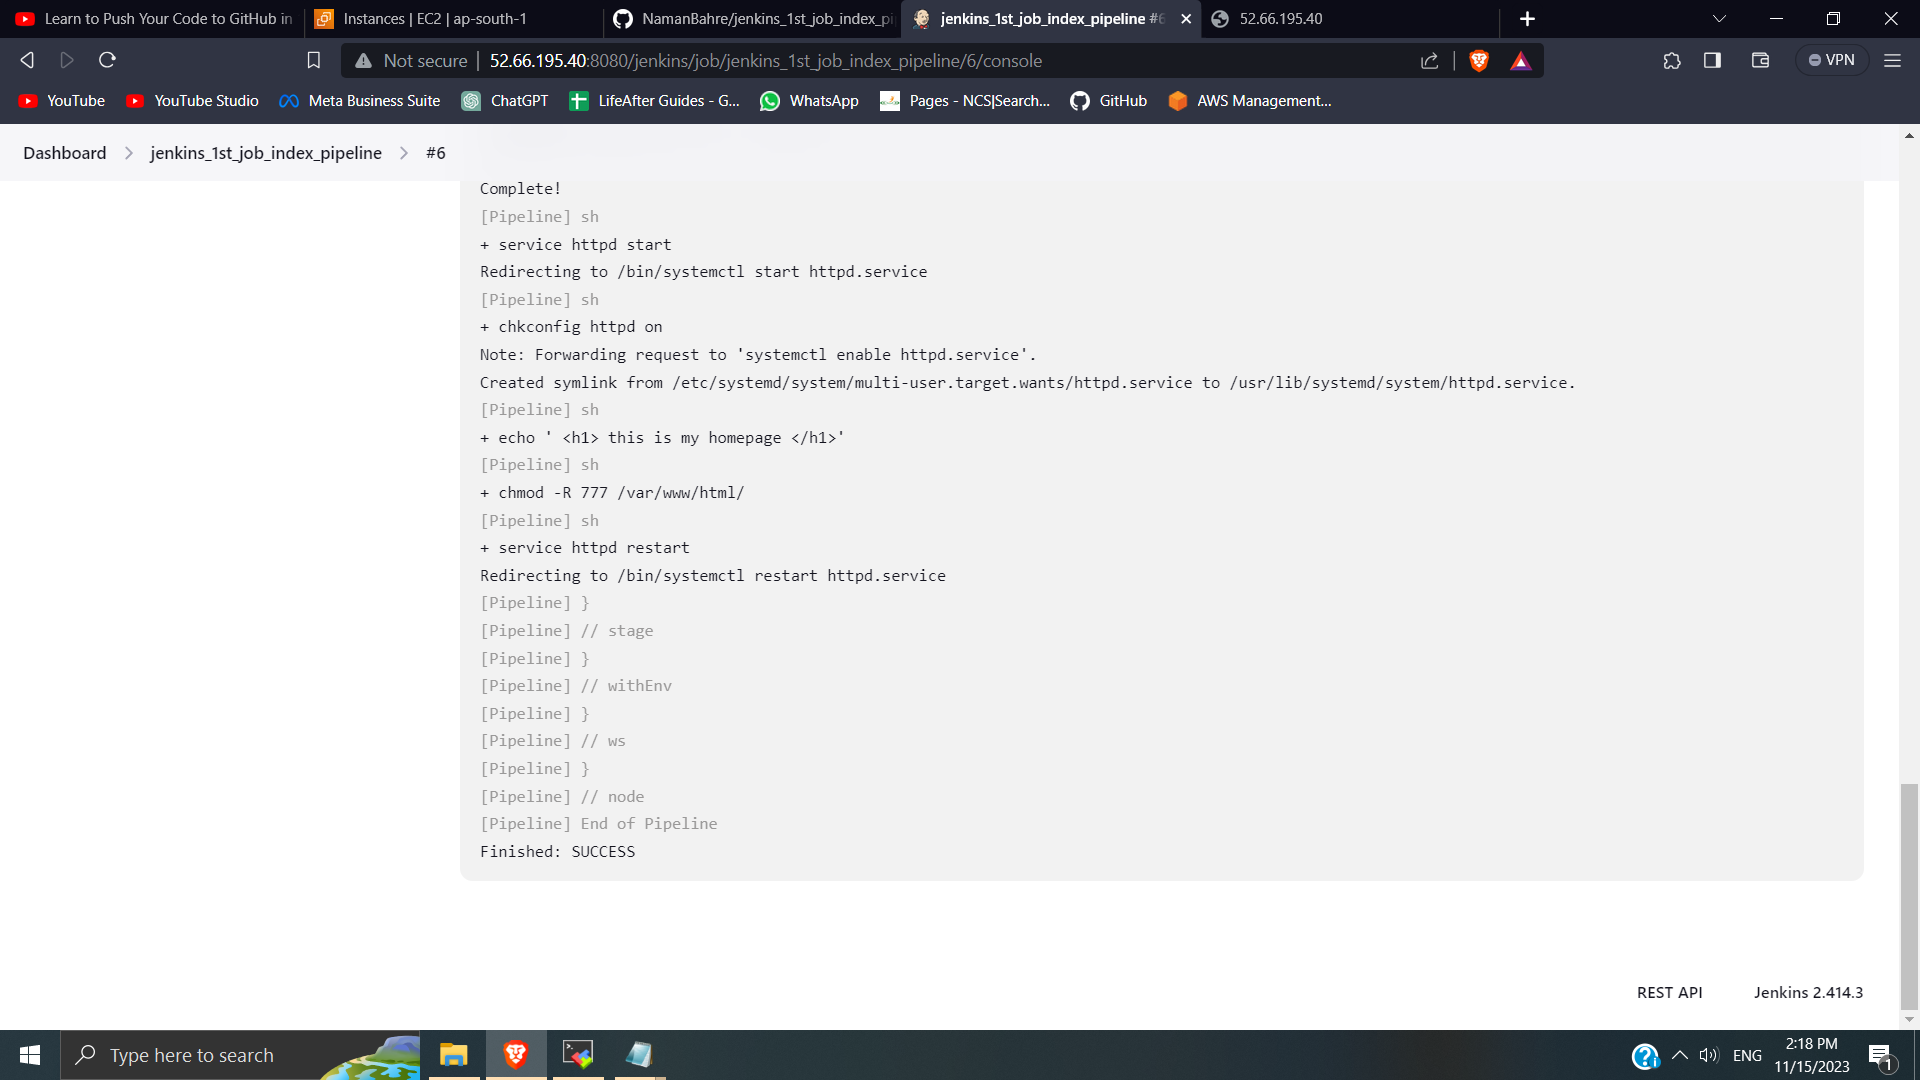 Learn to Push Your Code to GitHub in
Instances | EC2 | ap-south-1
NamanBahre/jenkins_1st_job_index_pi
jenkins_1st_job_index_pipeline #6
52.66.195.40
Not secure
52.66.195.40:8080/jenkins/job/jenkins_1st_job_index_pipeline/6/console
VPN
YouTube
YouTube Studio
Meta Business Suite
ChatGPT
LifeAfter Guides - G...
WhatsApp
Pages - NCS|Search...
GitHub
AWS Management...
Dashboard > jenkins_1st_job_index_pipeline > #6
Complete!
[Pipeline] sh
+ service httpd start
Redirecting to /bin/systemctl start httpd.service
[Pipeline] sh
+ chkconfig httpd on
Note: Forwarding request to 'systemctl enable httpd.service'.
Created symlink from /etc/systemd/system/multi-user.target.wants/httpd.service to /usr/lib/systemd/system/httpd.service.
[Pipeline] sh
+ echo ' <h1> this is my homepage </h1>'
[Pipeline] sh
+ chmod -R 777 /var/www/html/
[Pipeline] sh
+ service httpd restart
Redirecting to /bin/systemctl restart httpd.service
[Pipeline] }
[Pipeline] // stage
[Pipeline] }
[Pipeline] // withEnv
[Pipeline] }
[Pipeline] // ws
[Pipeline] }
[Pipeline] // node
[Pipeline] End of Pipeline
Finished: SUCCESS
REST API
Jenkins 2.414.3
Type here to search
ENG
2:18 PM
11/15/2023
1